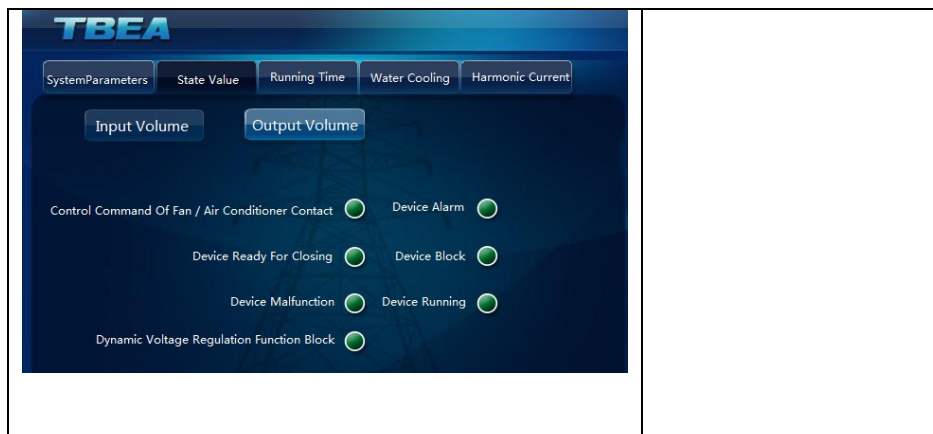 TBEA
SystemParameters State Value Running Time Water Cooling Harmonic Current
Input Volume Output Volume
Control Command Of Fan / Air Conditioner Contact Device Alarm
Device Ready For Closing Device Block
Device Malfunction Device Running
Dynamic Voltage Regulation Function Block